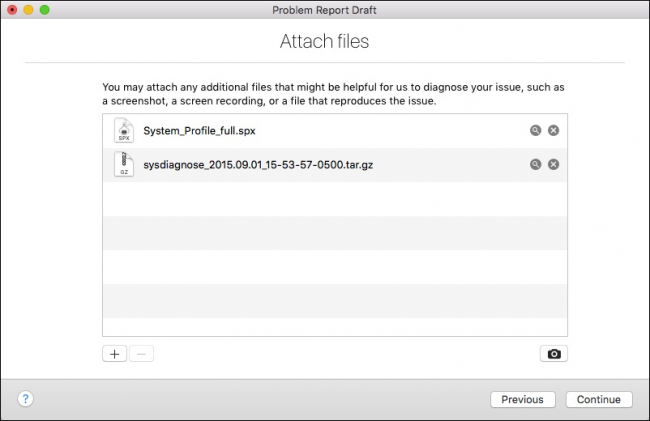 Problem Report Draft
Attach files
You may attach any additional files that might be helpful for us to diagnose your issue, such as
a screenshot, a screen recording, or a file that reproduces the issue.
SPX System_Profile_full.spx
GZ sysdiagnose_2015.09.01_15-53-57-0500.tar.gz
? Previous Continue